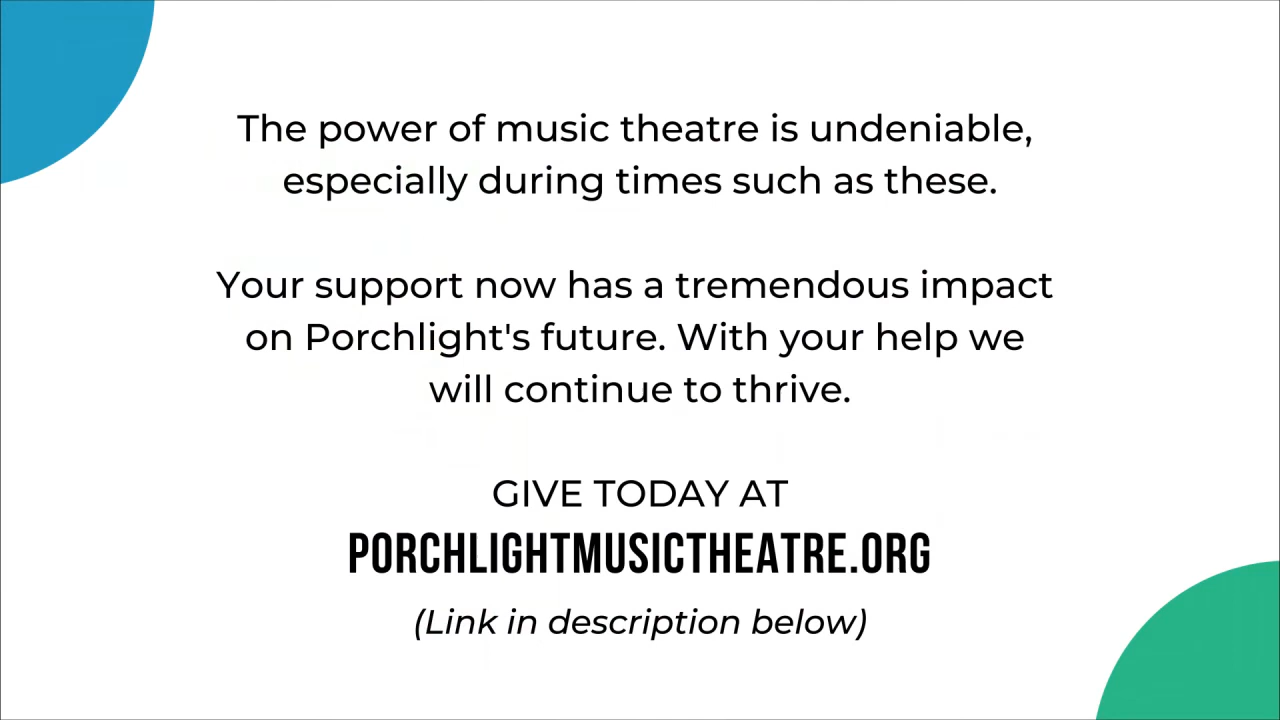 The power of music theatre is undeniable,
especially during times such as these.
Your support now has a tremendous impact
on Porchlight's future. With your help we
will continue to thrive.
GIVE TODAY AT
PORCHLIGHTMUSICTHEATRE.ORG
(Link in description below)